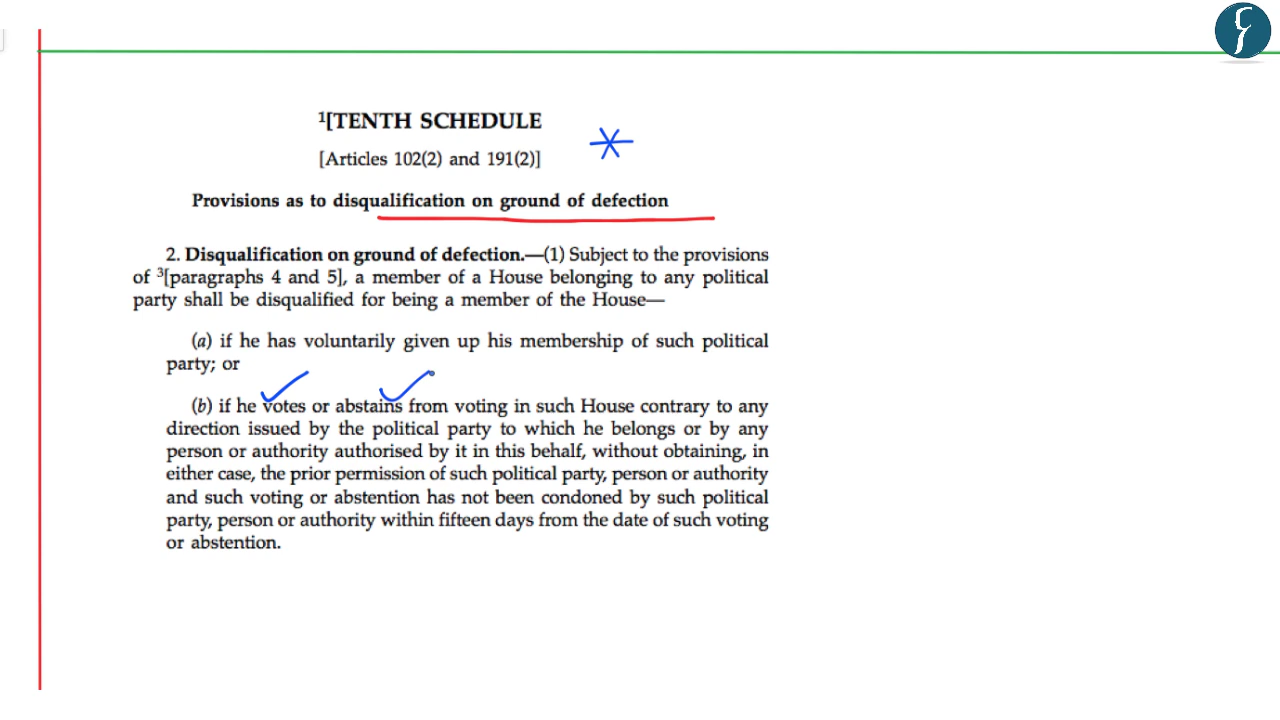 ¹[TENTH SCHEDULE
[Articles 102(2) and 191(2)]
Provisions as to disqualification on ground of defection
2. Disqualification on ground of defection.—(1) Subject to the provisions
of ³[paragraphs 4 and 5], a member of a House belonging to any political
party shall be disqualified for being a member of the House—
(a) if he has voluntarily given up his membership of such political
party; or
(b) if he votes or abstains from voting in such House contrary to any
direction issued by the political party to which he belongs or by any
person or authority authorised by it in this behalf, without obtaining, in
either case, the prior permission of such political party, person or authority
and such voting or abstention has not been condoned by such political
party, person or authority within fifteen days from the date of such voting
or abstention.